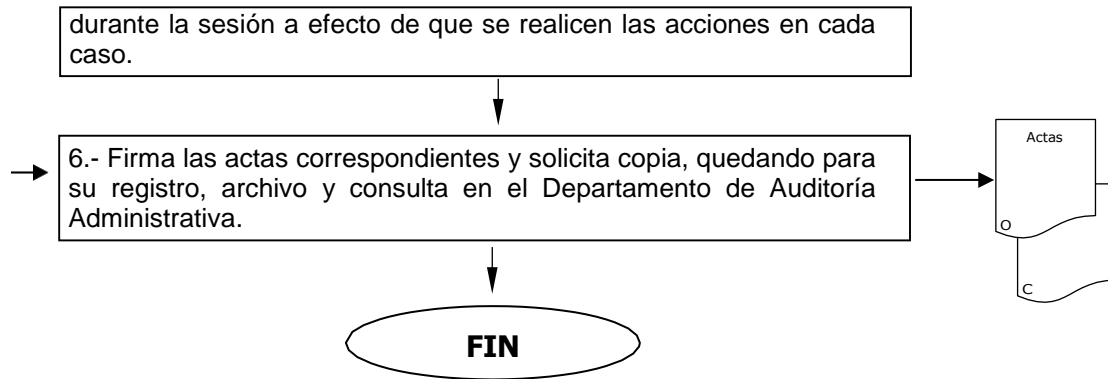 durante la sesión a efecto de que se realicen las acciones en cada
caso.
6.- Firma las actas correspondientes y solicita copia, quedando para
su registro, archivo y consulta en el Departamento de Auditoría
Administrativa.
Actas
O
C
FIN